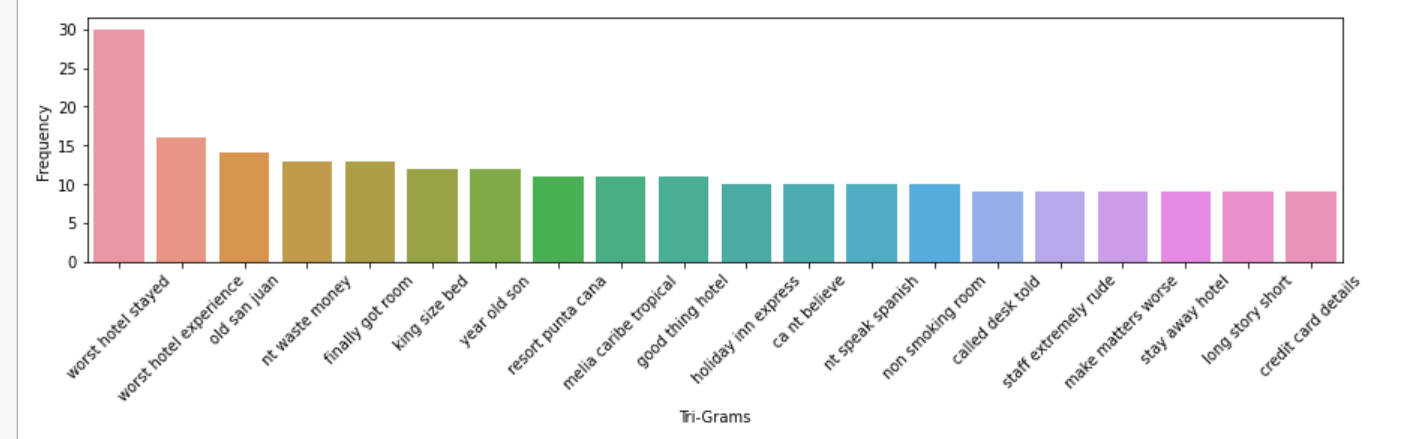 30
25
20
15
10
5
0
Frequency
worst hotel stayed
worst hotel experience
old san juan
nt waste money
finally got room
king size bed
year old son
resort punta cana
melia caribe tropical
good thing hotel
holiday inn express
ca nt believe
nt speak spanish
non smoking room
called desk told
staff extremely rude
make matters worse
stay away hotel
long story short
credit card details
Tri-Grams